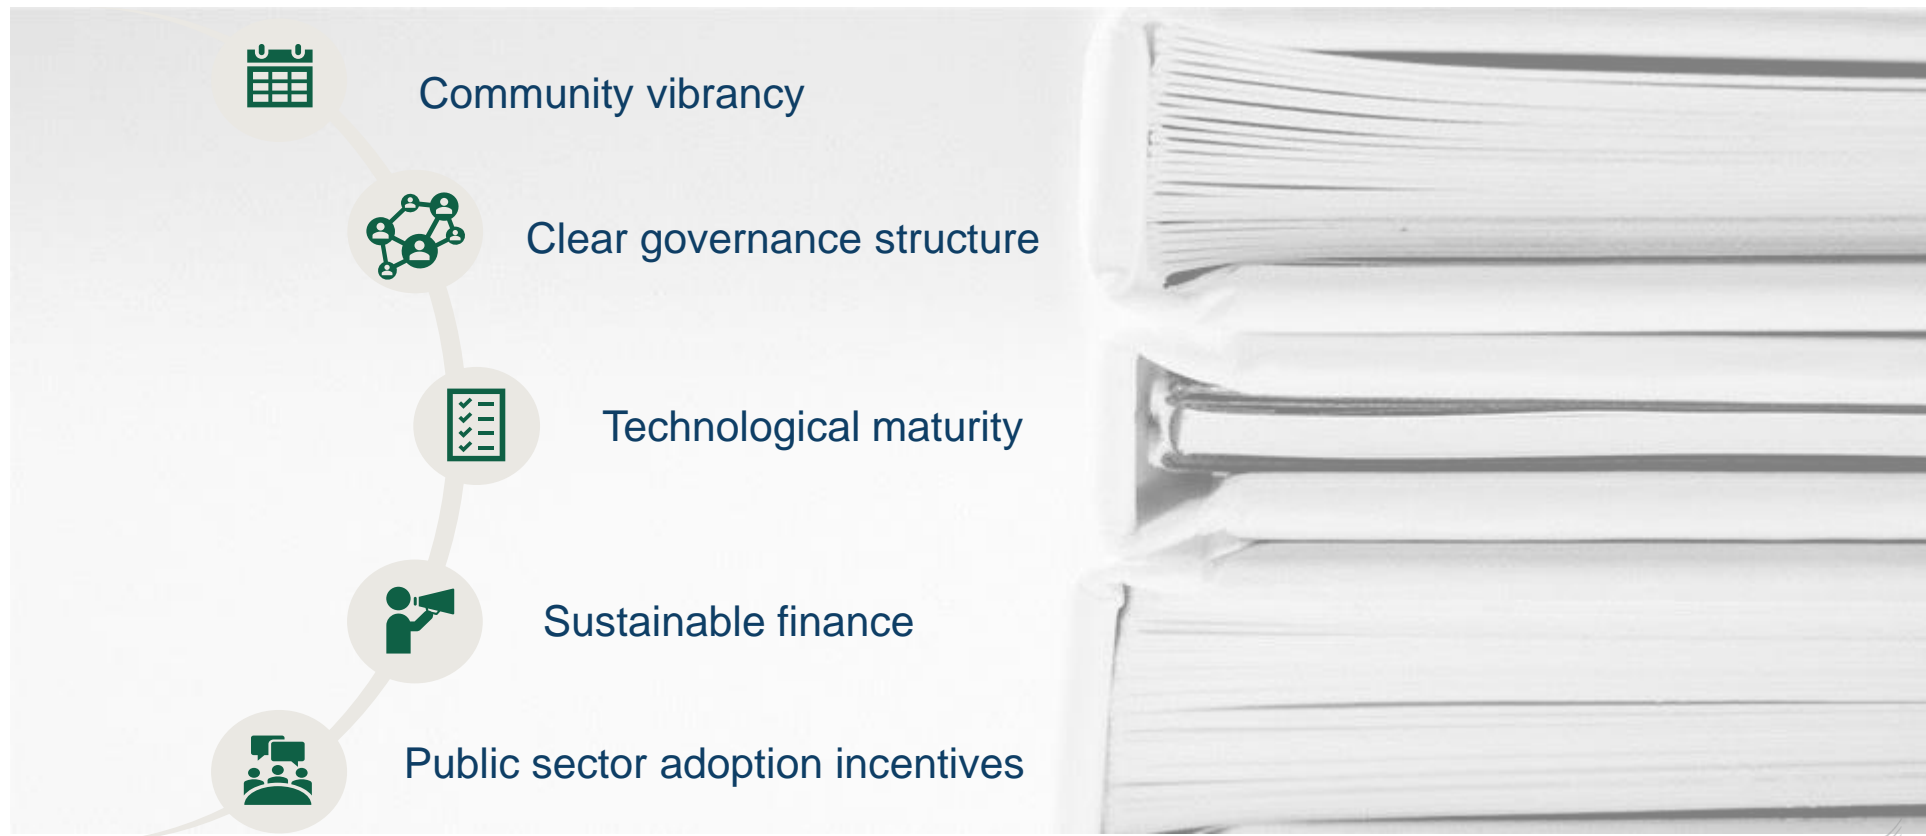 Community vibrancy
Clear governance structure
Technological maturity
Sustainable finance
Public sector adoption incentives